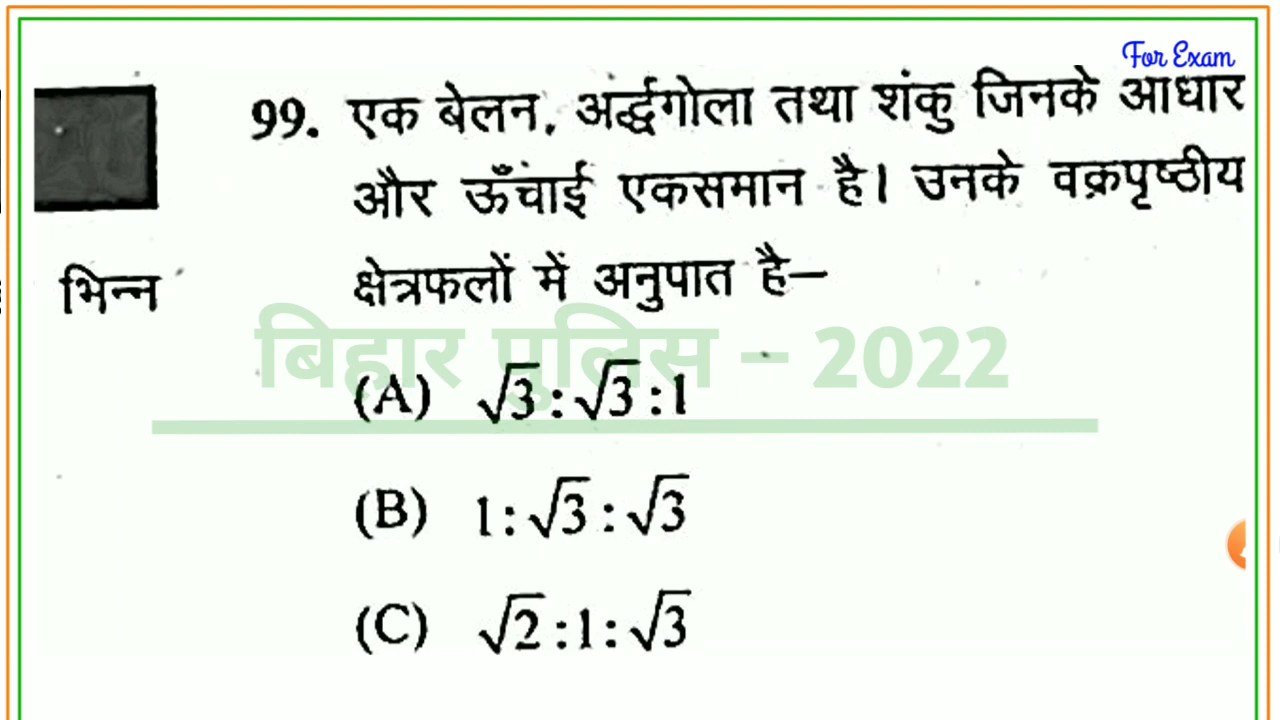 For Exam
99. एक बेलन, अर्द्धगोला तथा शंकु जिनके आधार
और ऊँचाई एकसमान है। उनके वक्रपृष्ठीय
भिन्न
क्षेत्रफलों में अनुपात है–
बिहार पुलिस – 2022
(A) √3 : √3 : 1
(B) 1 : √3 : √3
(C) √2 : 1 : √3